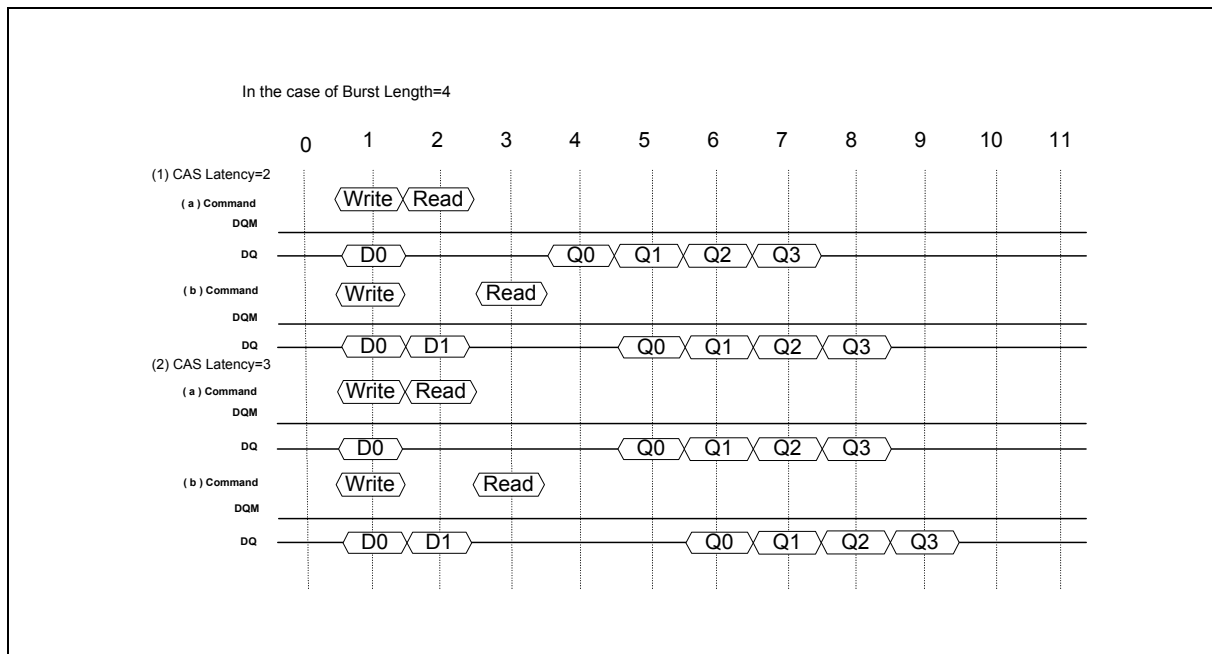 In the case of Burst Length=4
0 1 2 3 4 5 6 7 8 9 10 11
(1) CAS Latency=2
( a ) Command Write Read
DQM
DQ D0 Q0 Q1 Q2 Q3
( b ) Command Write Read
DQM
DQ D0 D1 Q0 Q1 Q2 Q3
(2) CAS Latency=3
( a ) Command Write Read
DQM
DQ D0 Q0 Q1 Q2 Q3
( b ) Command Write Read
DQM
DQ D0 D1 Q0 Q1 Q2 Q3